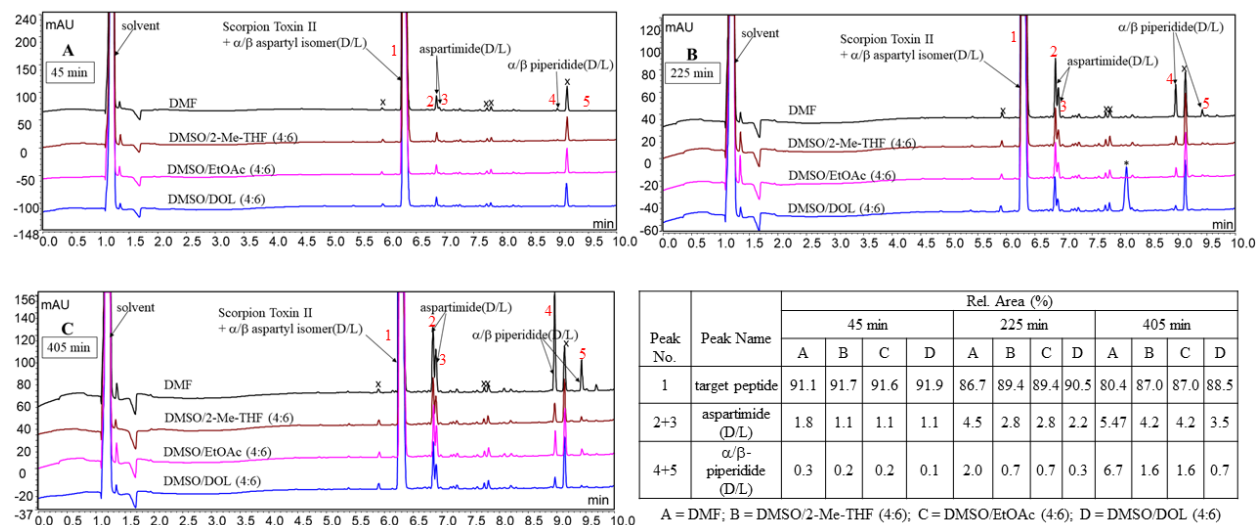 240
200
150
100
50
0
-50
-100
-148
mAU
A
45 min
solvent
Scorpion Toxin II
+ α/β aspartyl isomer(D/L)
1
aspartimide(D/L)
α/β piperidide(D/L)
x
2
3
xx
4
x
5
DMF
DMSO/2-Me-THF (4:6)
DMSO/EtOAc (4:6)
DMSO/DOL (4:6)
min
0.0 0.5 1.0 1.5 2.0 2.5 3.0 3.5 4.0 4.5 5.0 5.5 6.0 6.5 7.0 7.5 8.0 8.5 9.0 9.5 10.0
120
100
80
60
40
20
0
-20
-40
-60
mAU
B
225 min
solvent
Scorpion Toxin II
+ α/β aspartyl isomer(D/L)
1
2
aspartimide(D/L)
α/β piperidide(D/L)
x
3
xx
4
x
5
*
DMF
DMSO/2-Me-THF (4:6)
DMSO/EtOAc (4:6)
DMSO/DOL (4:6)
min
0.0 0.5 1.0 1.5 2.0 2.5 3.0 3.5 4.0 4.5 5.0 5.5 6.0 6.5 7.0 7.5 8.0 8.5 9.0 9.5 10.0
156
140
120
100
80
60
40
20
0
-20
-37
mAU
C
405 min
solvent
Scorpion Toxin II
+ α/β aspartyl isomer(D/L)
1
aspartimide(D/L)
2
3
α/β piperidide(D/L)
4
x
xx
x
5
DMF
DMSO/2-Me-THF (4:6)
DMSO/EtOAc (4:6)
DMSO/DOL (4:6)
min
0.0 0.5 1.0 1.5 2.0 2.5 3.0 3.5 4.0 4.5 5.0 5.5 6.0 6.5 7.0 7.5 8.0 8.5 9.0 9.5 10.0
Rel. Area (%)
Peak No. Peak Name 45 min 225 min 405 min
A B C D A B C D A B C D
1 target peptide 91.1 91.7 91.6 91.9 86.7 89.4 89.4 90.5 80.4 87.0 87.0 88.5
2+3 aspartimide (D/L) 1.8 1.1 1.1 1.1 4.5 2.8 2.8 2.2 5.47 4.2 4.2 3.5
4+5 α/β-piperidide (D/L) 0.3 0.2 0.2 0.1 2.0 0.7 0.7 0.3 6.7 1.6 1.6 0.7
A = DMF; B = DMSO/2-Me-THF (4:6); C = DMSO/EtOAc (4:6); D = DMSO/DOL (4:6)